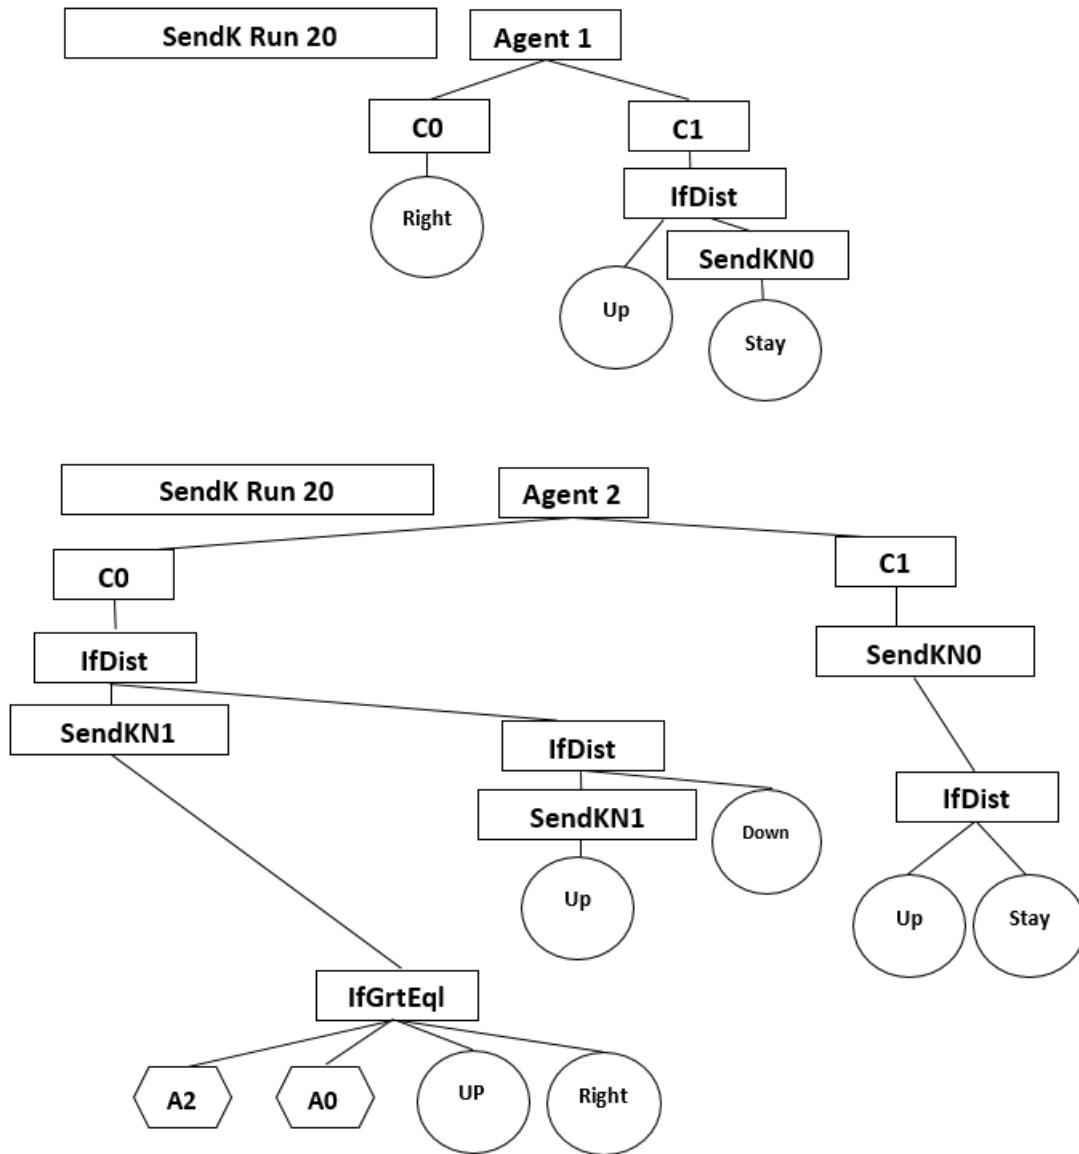 SendK Run 20
Agent 1
C0
C1
Right
IfDist
SendKN0
Up
Stay
SendK Run 20
Agent 2
C0
C1
IfDist
SendKN0
SendKN1
IfDist
IfDist
SendKN1
Down
Up
Up
Stay
IfGrtEql
A2
A0
UP
Right